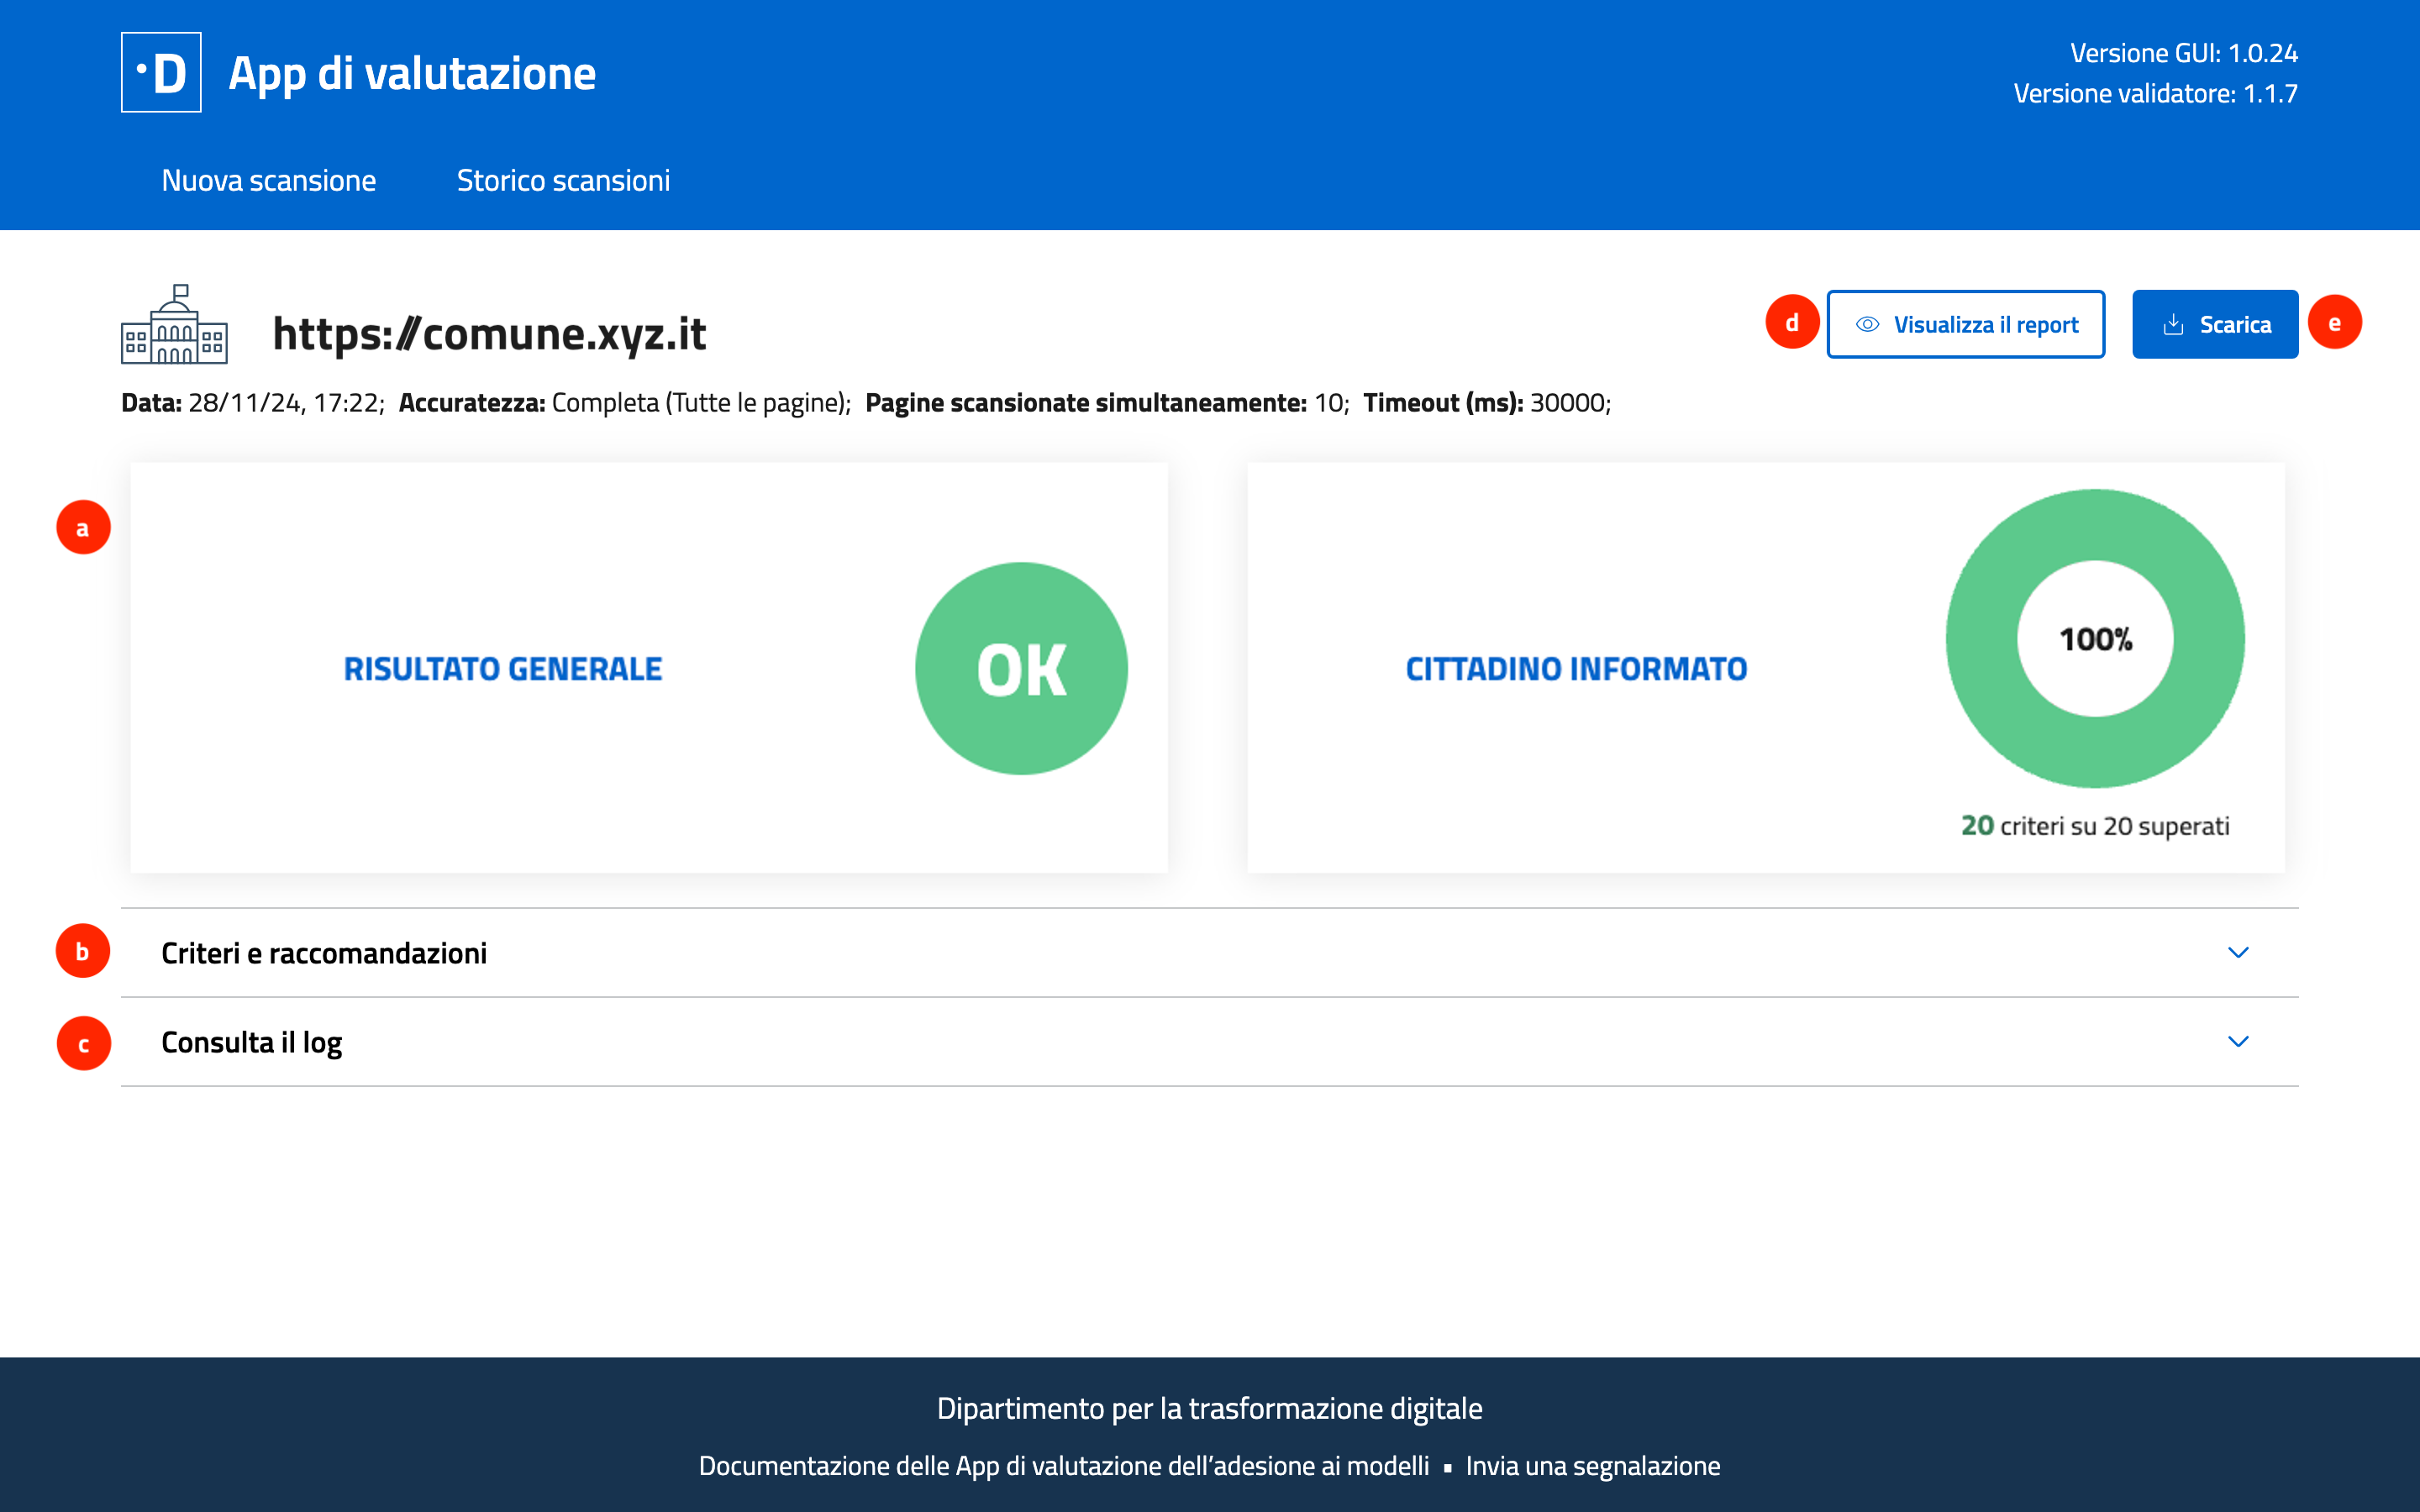 ·D App di valutazione
Versione GUI: 1.0.24
Versione validatore: 1.1.7
Nuova scansione Storico scansioni
https://comune.xyz.it
d Visualizza il report Scarica e
Data: 28/11/24, 17:22; Accuratezza: Completa (Tutte le pagine); Pagine scansionate simultaneamente: 10; Timeout (ms): 30000;
a
RISULTATO GENERALE
OK
CITTADINO INFORMATO
100%
20 criteri su 20 superati
b Criteri e raccomandazioni
c Consulta il log
Dipartimento per la trasformazione digitale
Documentazione delle App di valutazione dell’adesione ai modelli ▪ Invia una segnalazione